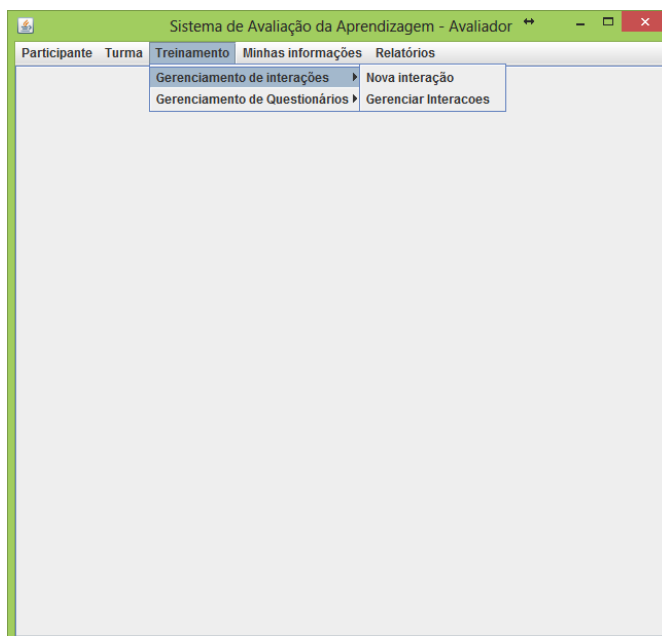 Sistema de Avaliação da Aprendizagem - Avaliador
Participante Turma Treinamento Minhas informações Relatórios
Gerenciamento de interações Nova interação
Gerenciamento de Questionários Gerenciar Interacoes